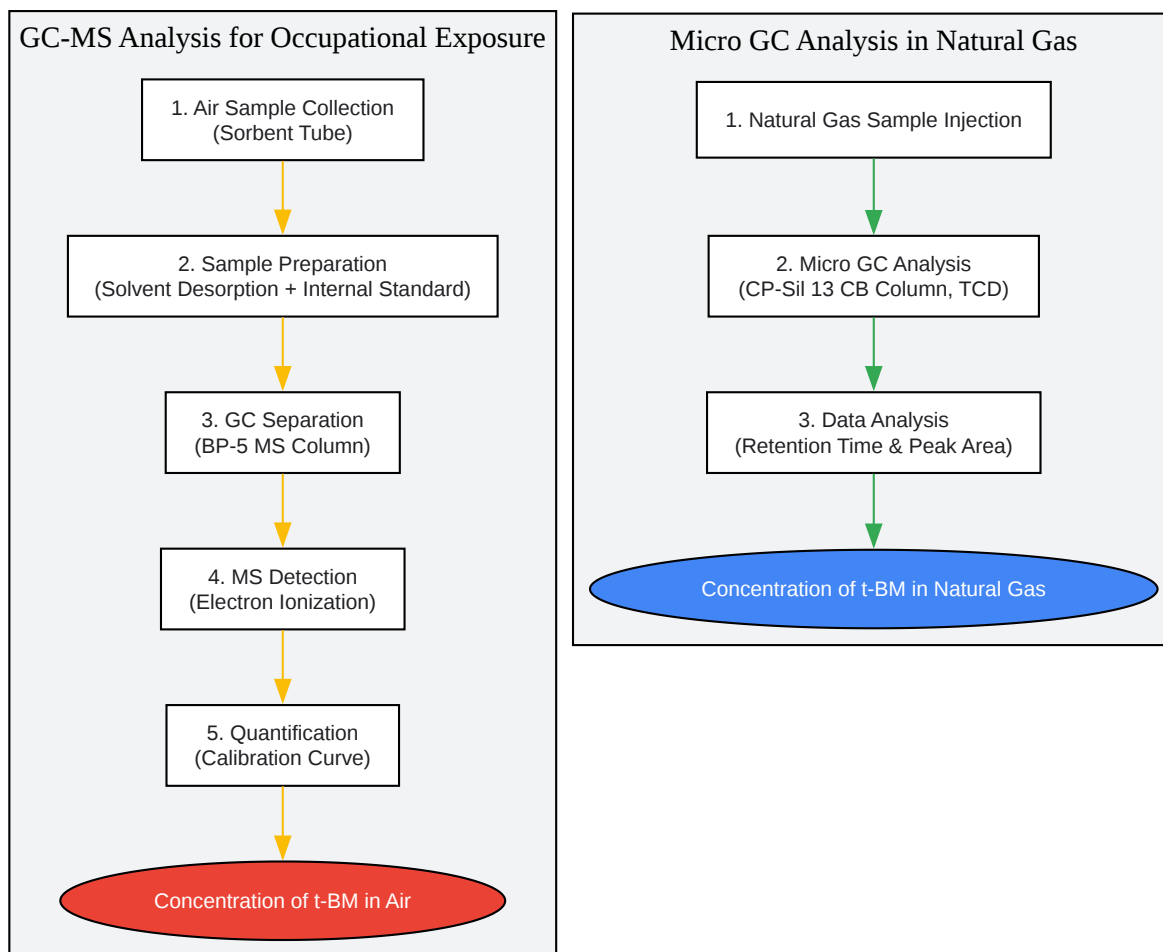 GC-MS Analysis for Occupational Exposure
1. Air Sample Collection
(Sorbent Tube)
2. Sample Preparation
(Solvent Desorption + Internal Standard)
3. GC Separation
(BP-5 MS Column)
4. MS Detection
(Electron Ionization)
5. Quantification
(Calibration Curve)
Concentration of t-BM in Air
Micro GC Analysis in Natural Gas
1. Natural Gas Sample Injection
2. Micro GC Analysis
(CP-Sil 13 CB Column, TCD)
3. Data Analysis
(Retention Time & Peak Area)
Concentration of t-BM in Natural Gas